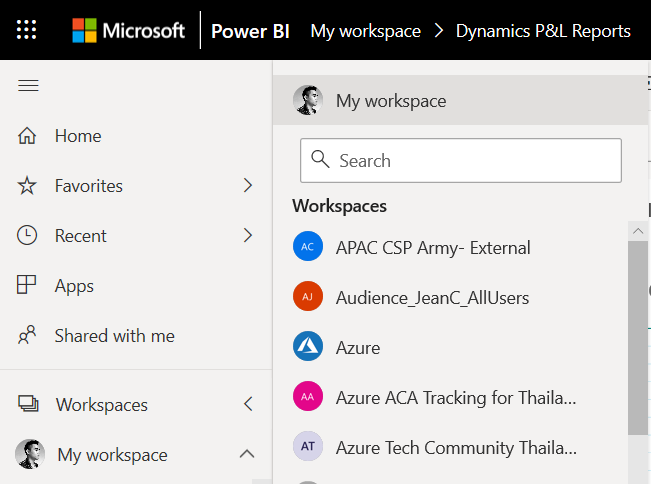 Microsoft Power BI My workspace > Dynamics P&L Reports
Home
Favorites
Recent
Apps
Shared with me
Workspaces
My workspace
My workspace
Search
Workspaces
AC APAC CSP Army- External
AJ Audience_JeanC_AllUsers
Azure
AA Azure ACA Tracking for Thaila...
AT Azure Tech Community Thaila...